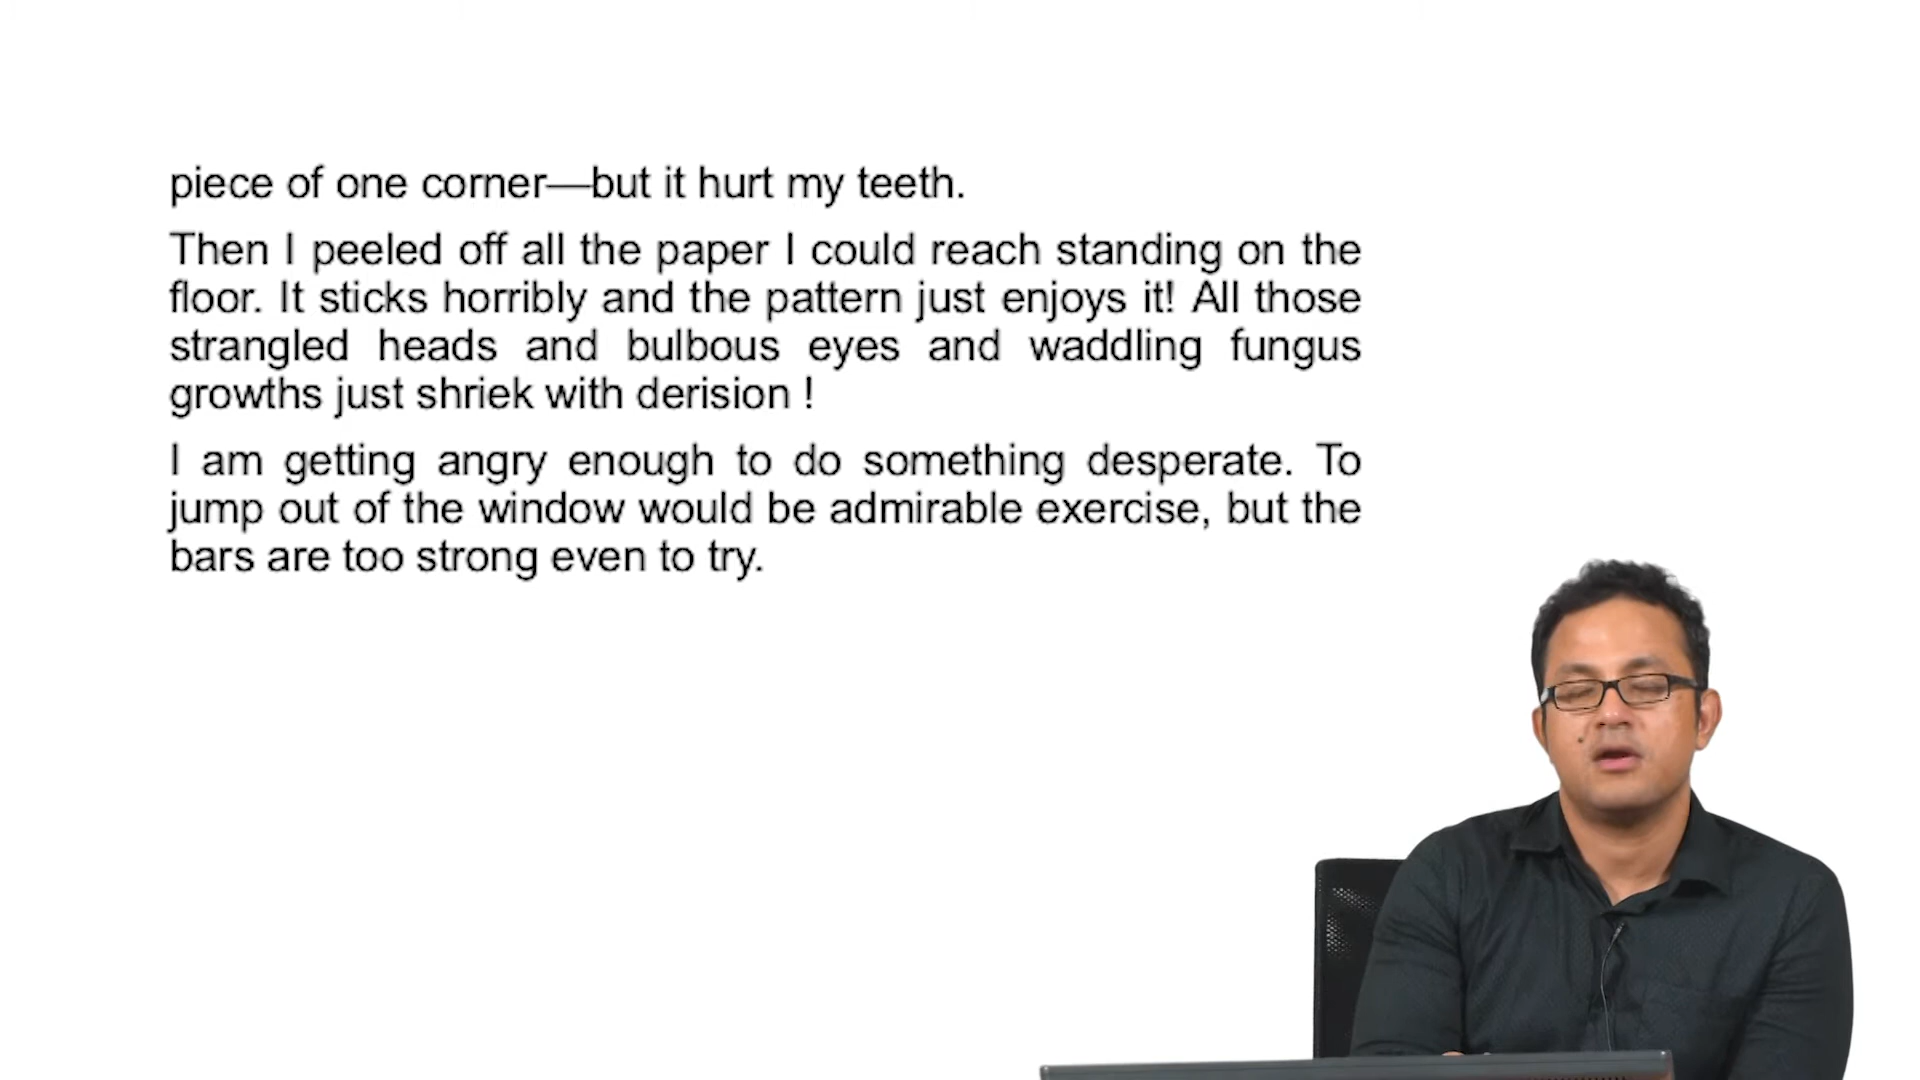 piece of one corner—but it hurt my teeth.
Then I peeled off all the paper I could reach standing on the
floor. It sticks horribly and the pattern just enjoys it! All those
strangled heads and bulbous eyes and waddling fungus
growths just shriek with derision !
I am getting angry enough to do something desperate. To
jump out of the window would be admirable exercise, but the
bars are too strong even to try.